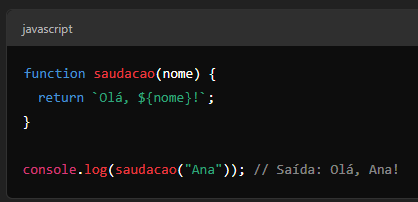 javascript
function saudacao(nome) {
  return `Olá, ${nome}!`;
}
console.log(saudacao("Ana")); // Saída: Olá, Ana!